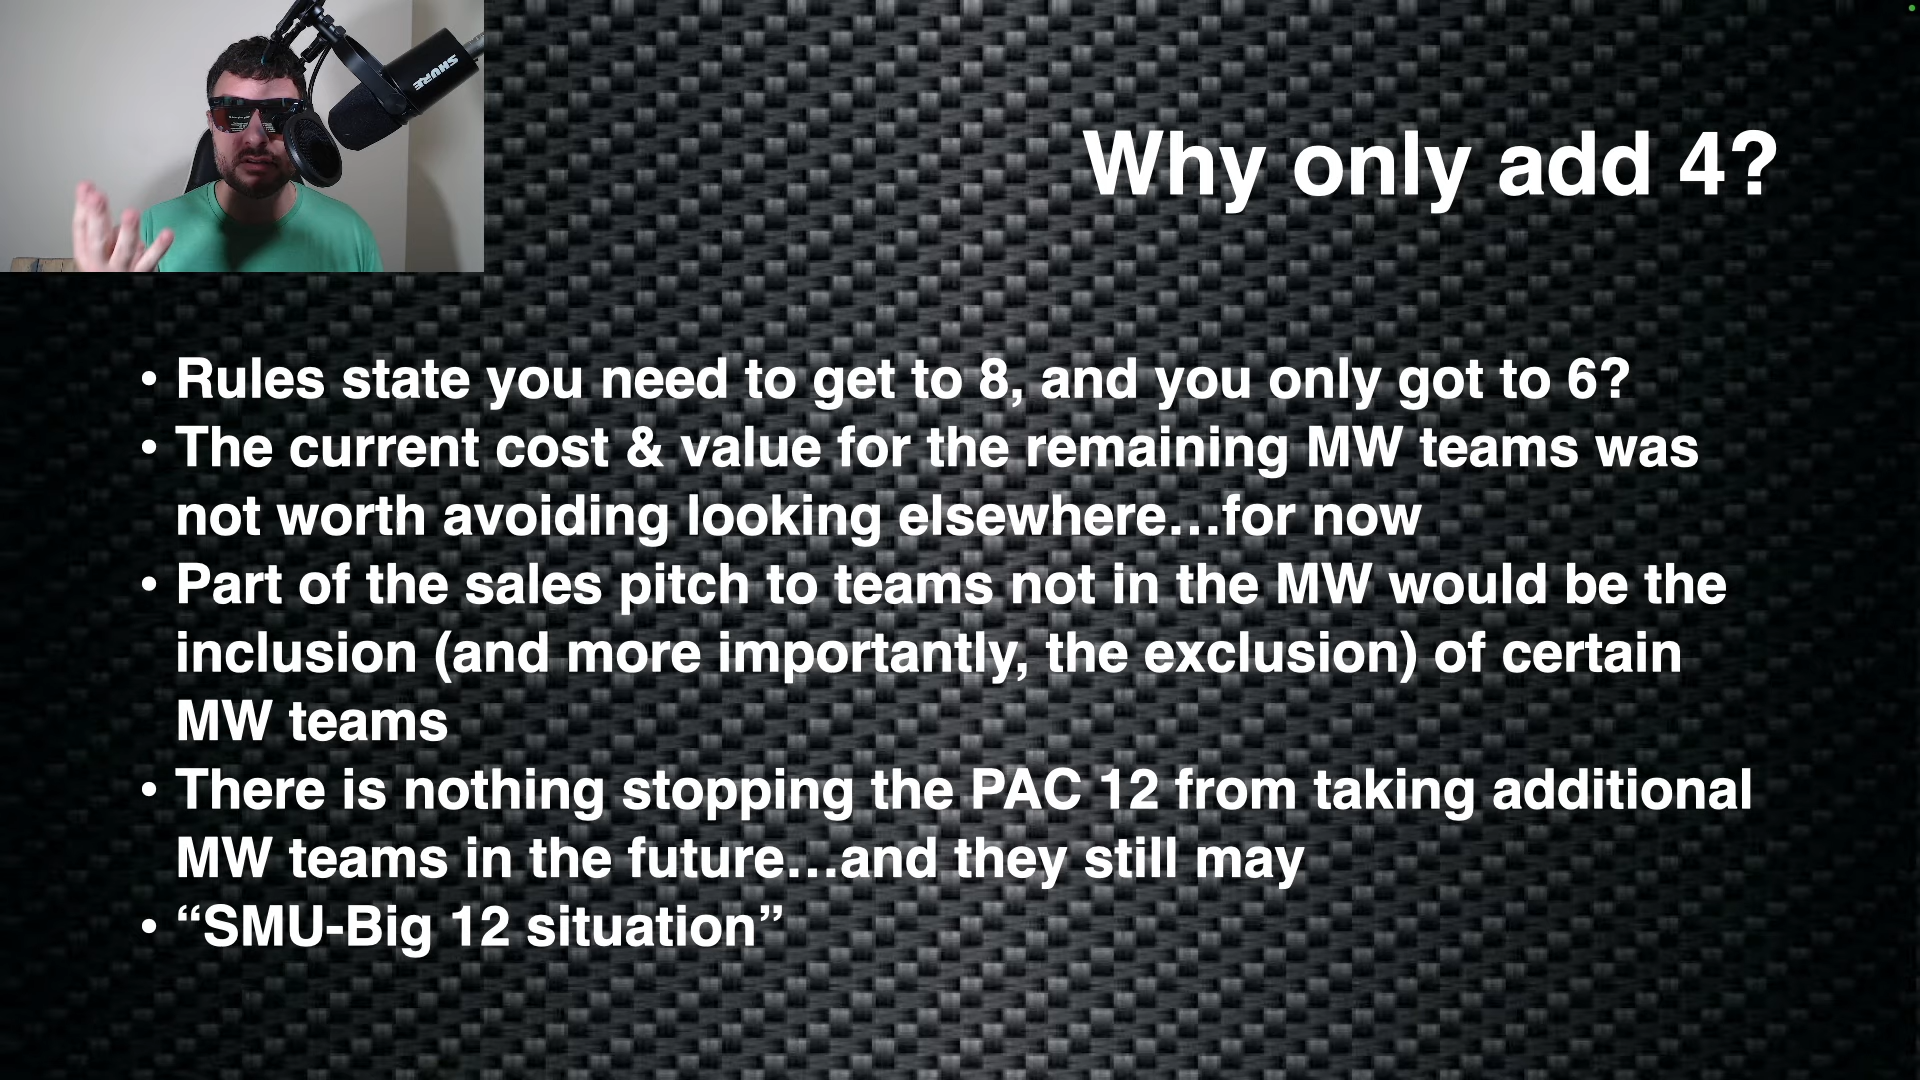 SHURE
Why only add 4?
• Rules state you need to get to 8, and you only got to 6?
• The current cost & value for the remaining MW teams was
not worth avoiding looking elsewhere…for now
• Part of the sales pitch to teams not in the MW would be the
inclusion (and more importantly, the exclusion) of certain
MW teams
• There is nothing stopping the PAC 12 from taking additional
MW teams in the future…and they still may
• “SMU-Big 12 situation”